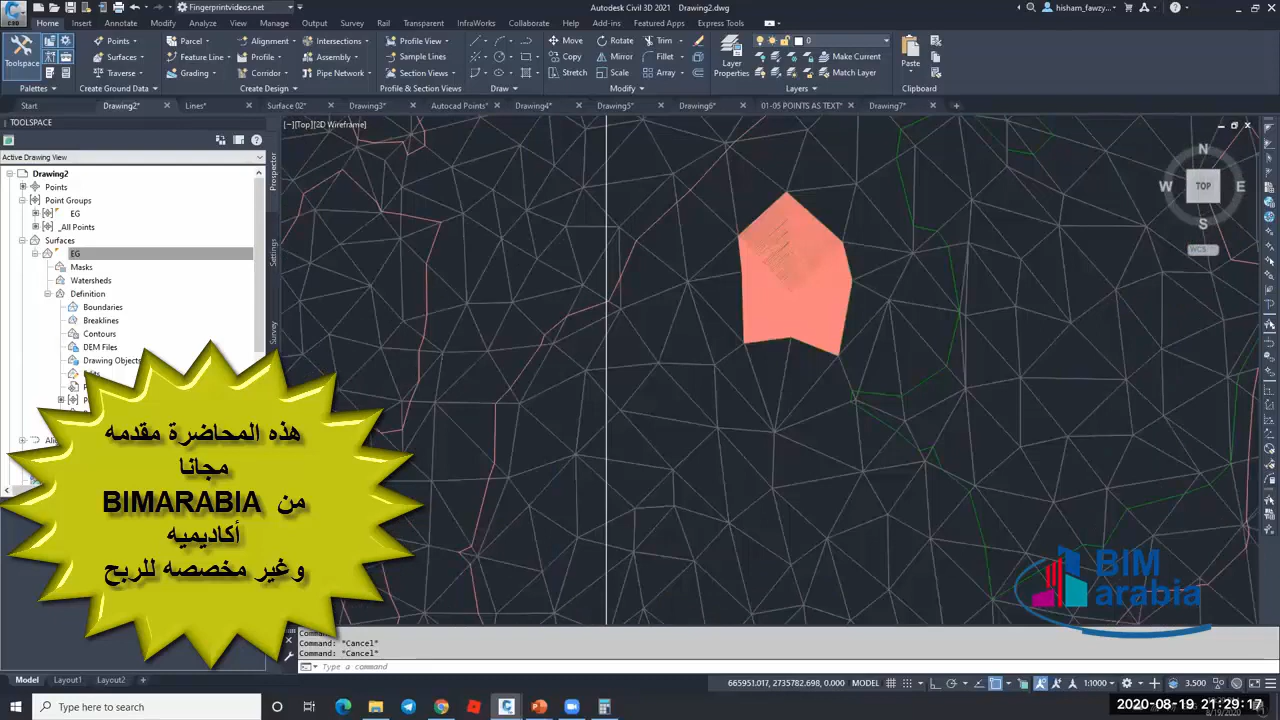 C3D
Fingerprintvideos.net
Autodesk Civil 3D 2021 Drawing2.dwg
hisham_fawzy...
Home Insert Annotate Modify Analyze View Manage Output Survey Rail Transparent InfraWorks Collaborate Help Add-ins Featured Apps Express Tools
Points Parcel Alignment Intersections Profile View Move Rotate Trim 0
Surfaces Feature Line Profile Assembly Sample Lines Copy Mirror Fillet Make Current
Toolspace Traverse Grading Corridor Pipe Network Section Views Stretch Scale Array Layer Properties Match Layer Paste
Palettes Create Ground Data Create Design Profile & Section Views Draw Modify Layers Clipboard
Start Drawing2* Lines* Surface 02* Drawing3* Autocad Points* Drawing4* Drawing5* Drawing6* 01-05 POINTS AS TEXT* Drawing7*
TOOLSPACE
[−][Top][2D Wireframe]
Active Drawing View
Prospector
Settings
Survey
Drawing2
Points
Point Groups
EG
_All Points
Surfaces
EG
Masks
Watersheds
Definition
Boundaries
Breaklines
Contours
DEM Files
Drawing Objects
N
W TOP E
S
WCS
هذه المحاضرة مقدمه
مجانا
من BIMARABIA
أكاديميه
وغير مخصصه للربح
BIM
arabia
Command: *Cancel*
Command: *Cancel*
Type a command
Model Layout1 Layout2
665951.017, 2735782.698, 0.000 MODEL 1:1000 3.500
Type here to search
2020-08-19 21:29:17